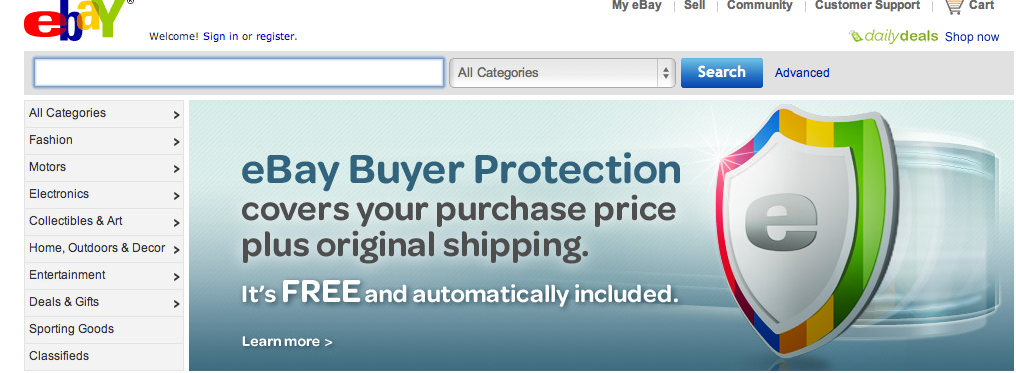 ebay®
My eBay Sell Community Customer Support Cart
Welcome! Sign in or register.
dailydeals Shop now
All Categories
Search
Advanced
All Categories
Fashion
Motors
Electronics
Collectibles & Art
Home, Outdoors & Decor
Entertainment
Deals & Gifts
Sporting Goods
Classifieds
eBay Buyer Protection
covers your purchase price
plus original shipping.
It's FREE and automatically included.
Learn more >
e